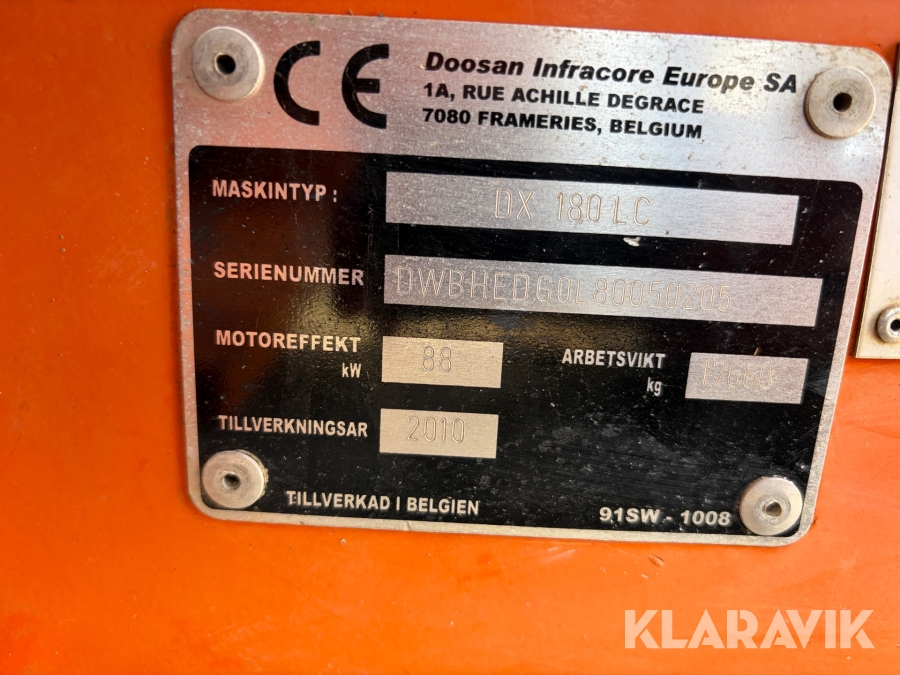 CE
Doosan Infracore Europe SA
1A, RUE ACHILLE DEGRACE
7080 FRAMERIES, BELGIUM
MASKINTYP : DX 180 LC
SERIENUMMER DWBHEDG0L80050205
MOTOREFFEKT kW 88
ARBETSVIKT kg
TILLVERKNINGSAR 2010
TILLVERKAD I BELGIEN
91SW - 1008
KLARAVIK